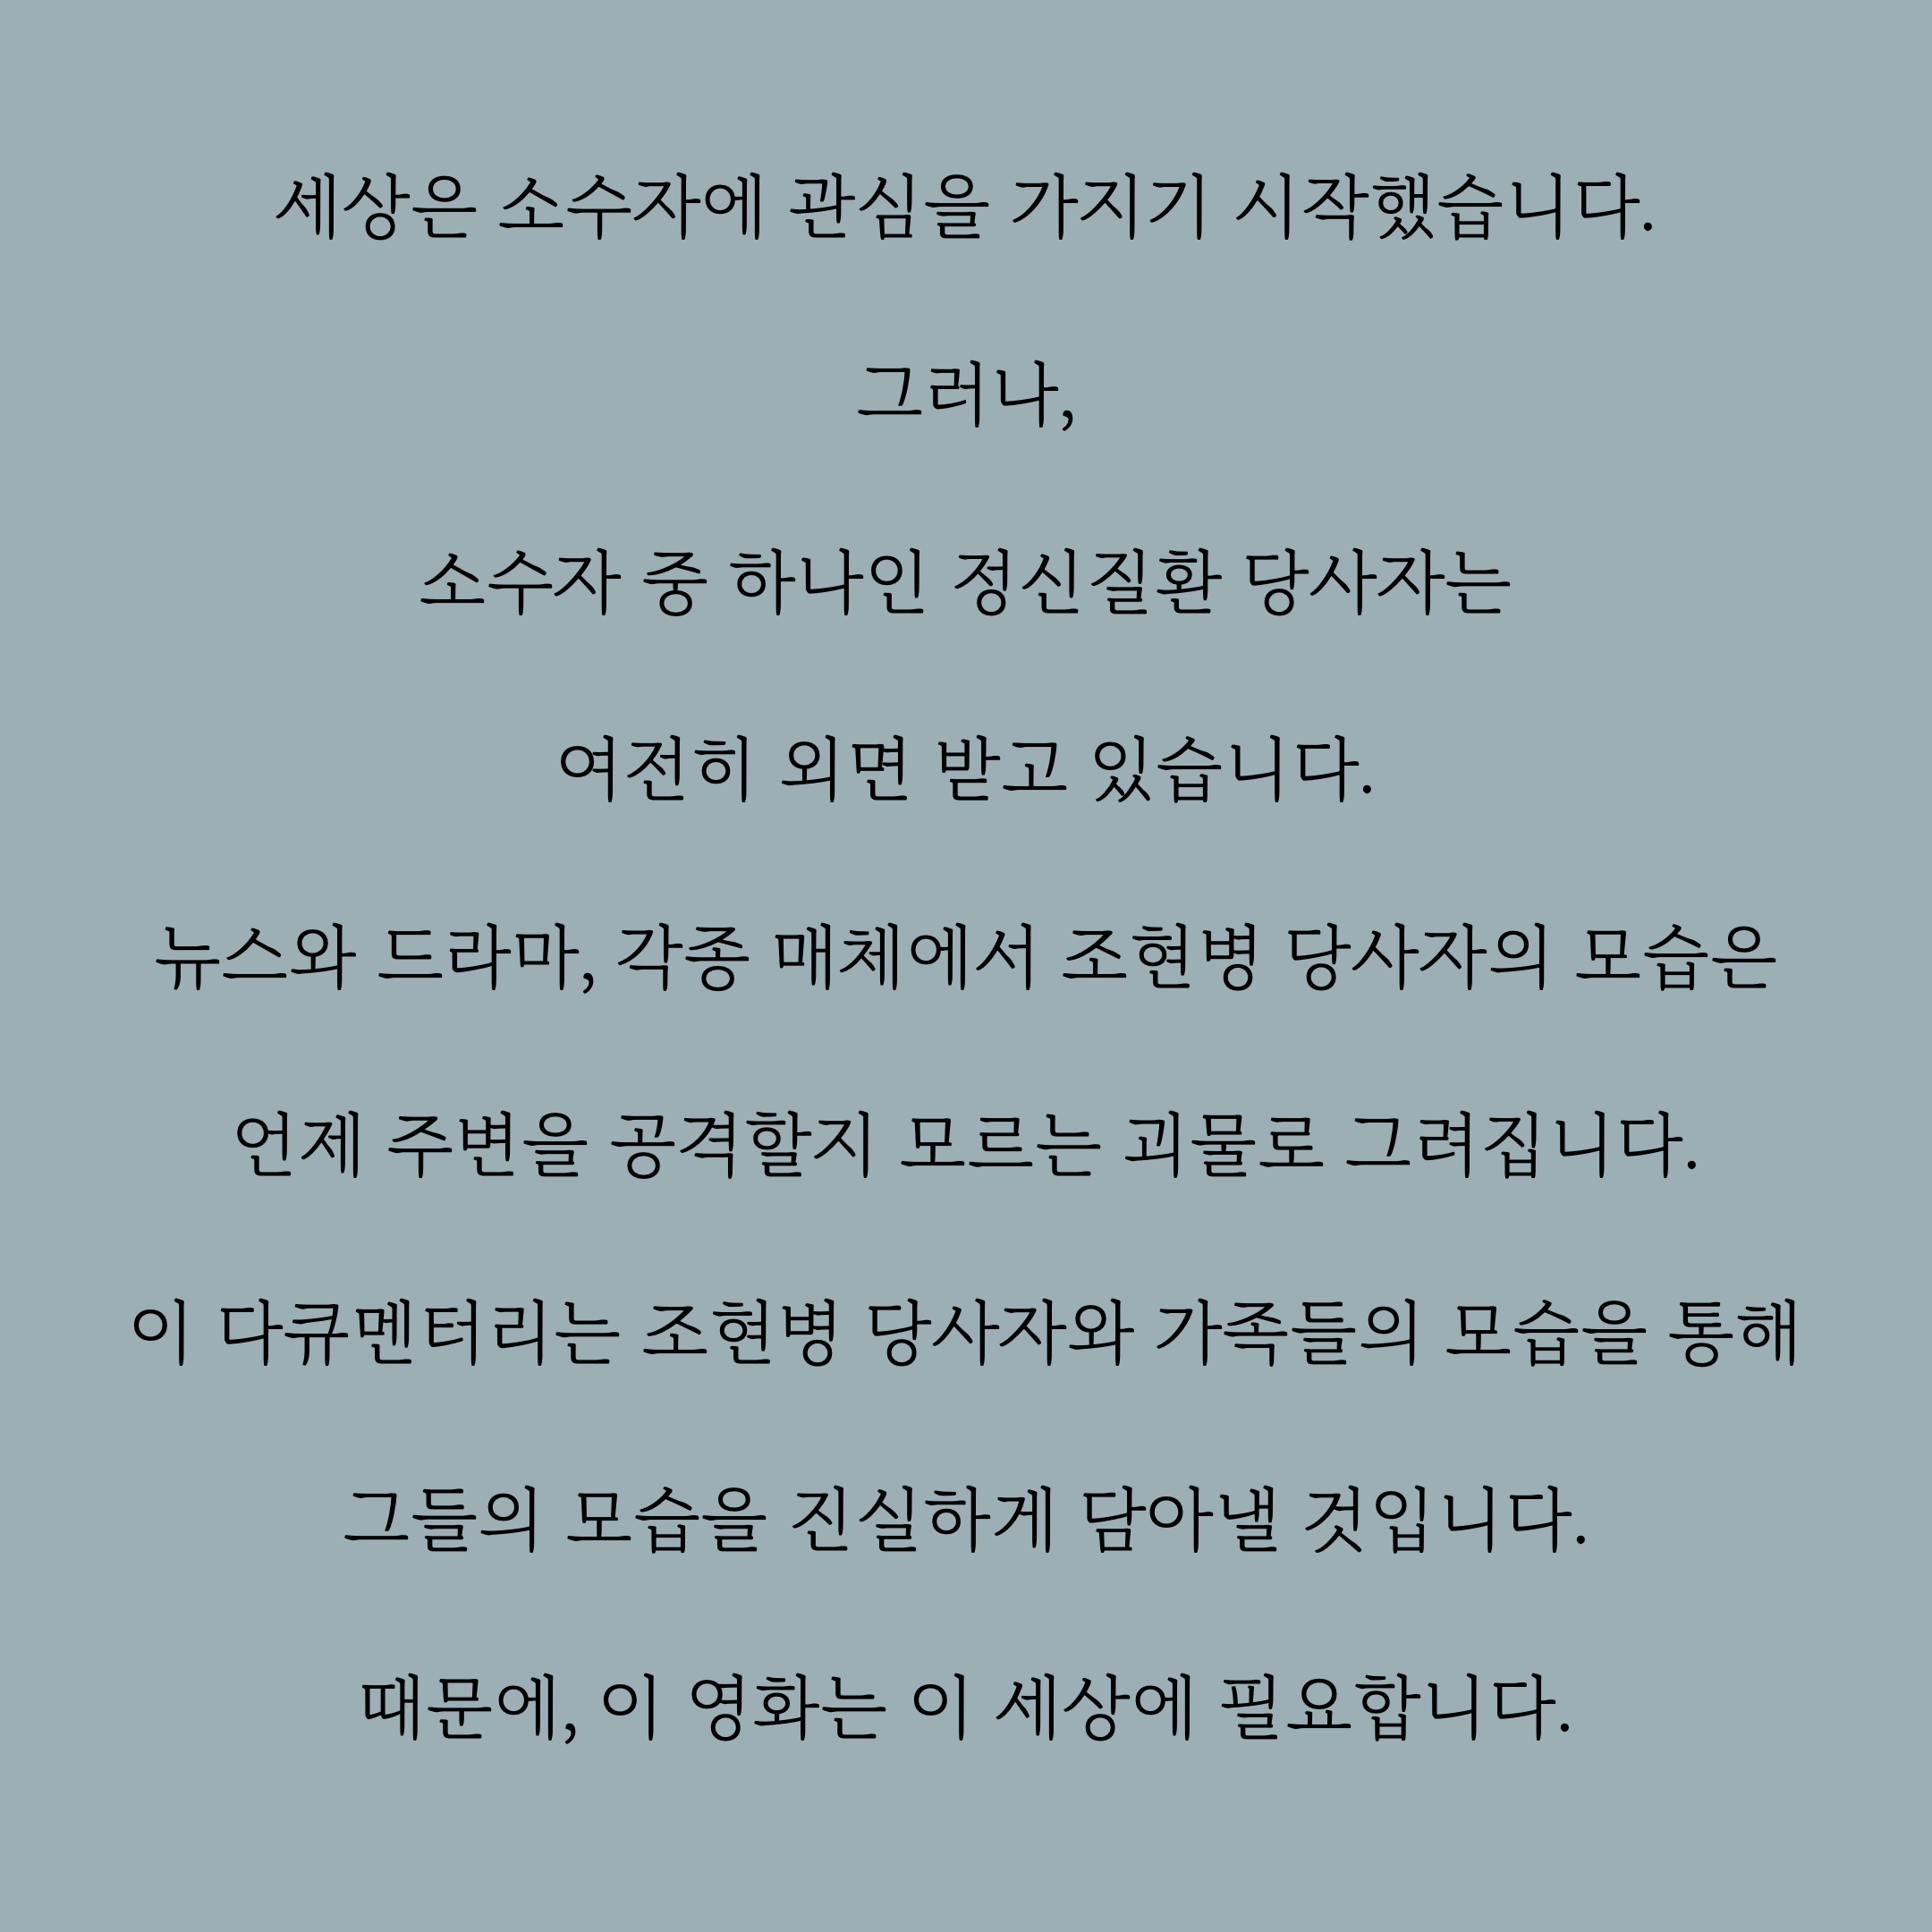 세상은 소수자에 관심을 가지기 시작했습니다.
그러나,
소수자 중 하나인 정신질환 당사자는
여전히 외면 받고 있습니다.
뉴스와 드라마, 각종 매체에서 조현병 당사자의 모습은
언제 주변을 공격할지 모르는 괴물로 그려집니다.
이 다큐멘터리는 조현병 당사자와 가족들의 모습을 통해
그들의 모습을 진실하게 담아낼 것입니다.
때문에, 이 영화는 이 세상에 필요합니다.